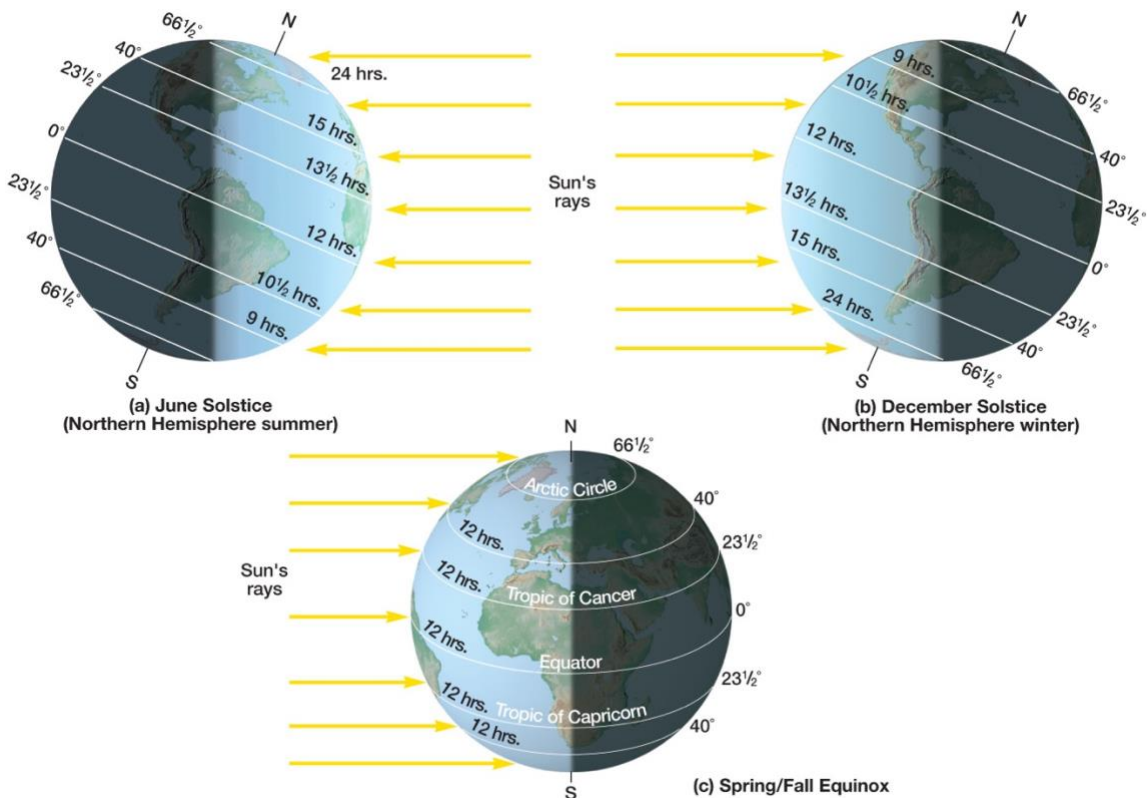 N
66½°
40°
23½°
0°
23½°
40°
66½°
24 hrs.
15 hrs.
13½ hrs.
12 hrs.
10½ hrs.
9 hrs.
S
(a) June Solstice
(Northern Hemisphere summer)
Sun's
rays
N
9 hrs.
10½ hrs.
12 hrs.
13½ hrs.
15 hrs.
24 hrs.
66½°
40°
23½°
0°
23½°
40°
66½°
S
(b) December Solstice
(Northern Hemisphere winter)
N
66½°
Arctic Circle
40°
12 hrs.
23½°
Sun's
rays
12 hrs.
Tropic of Cancer
0°
12 hrs.
Equator
23½°
12 hrs.
Tropic of Capricorn
12 hrs.
40°
S
(c) Spring/Fall Equinox